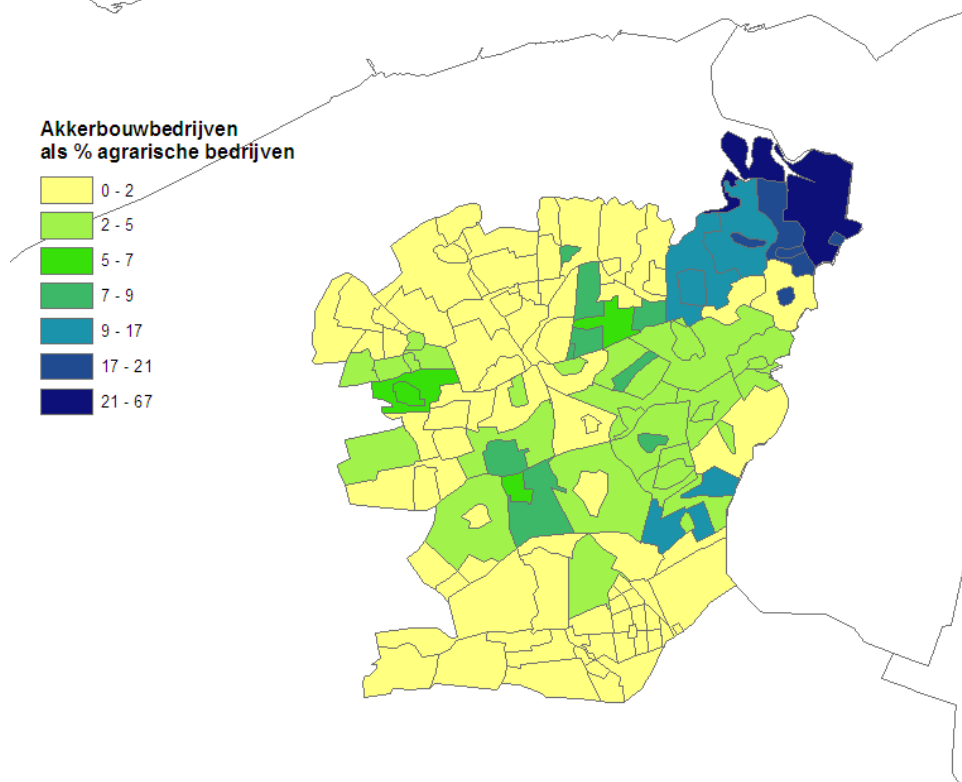 Akkerbouwbedrijven
als % agrarische bedrijven
0 - 2
2 - 5
5 - 7
7 - 9
9 - 17
17 - 21
21 - 67